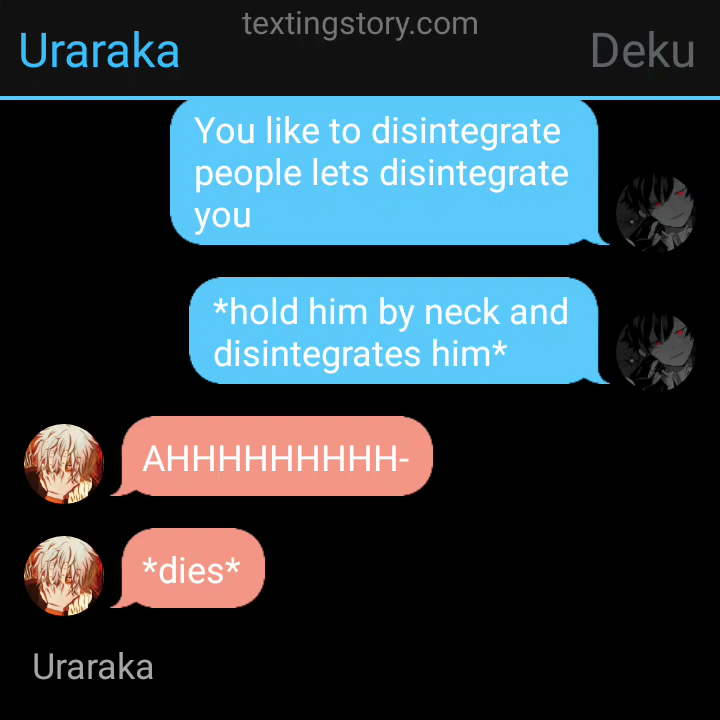 textingstory.com
Uraraka
Deku
You like to disintegrate
people lets disintegrate
you
*hold him by neck and
disintegrates him*
AHHHHHHHHHH-
*dies*
Uraraka